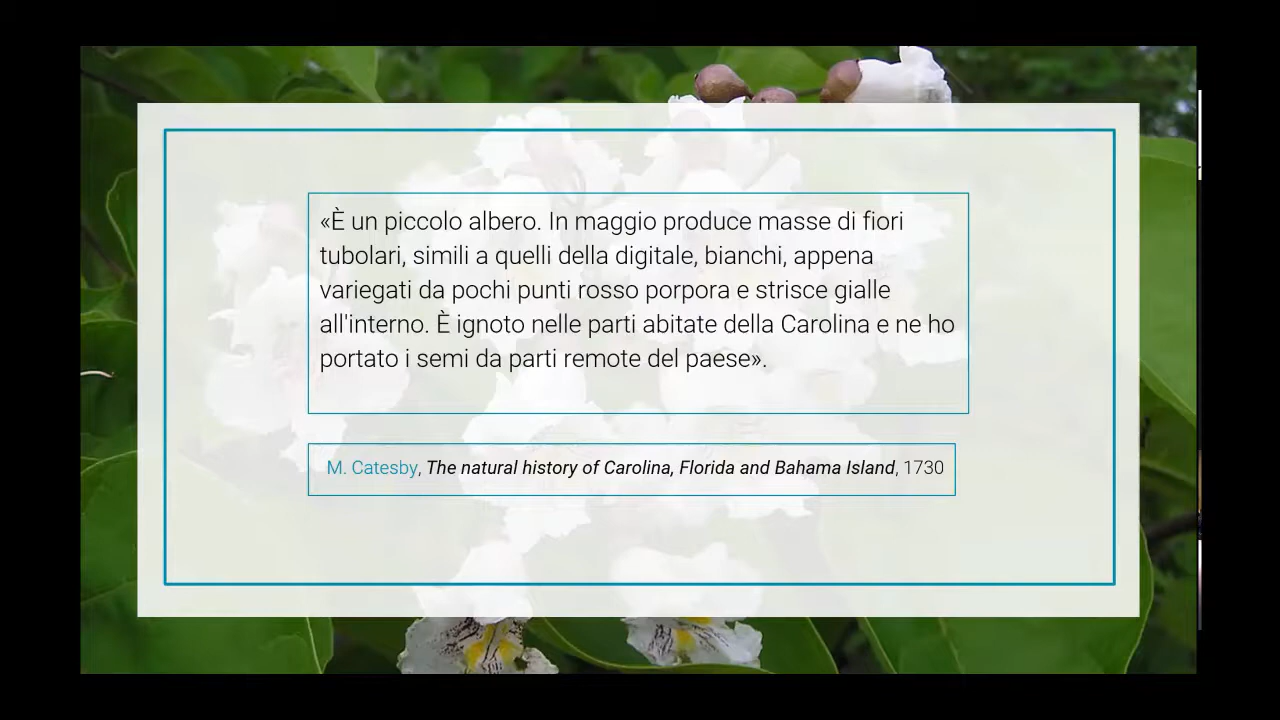 «È un piccolo albero. In maggio produce masse di fiori
tubolari, simili a quelli della digitale, bianchi, appena
variegati da pochi punti rosso porpora e strisce gialle
all'interno. È ignoto nelle parti abitate della Carolina e ne ho
portato i semi da parti remote del paese».
M. Catesby, The natural history of Carolina, Florida and Bahama Island, 1730